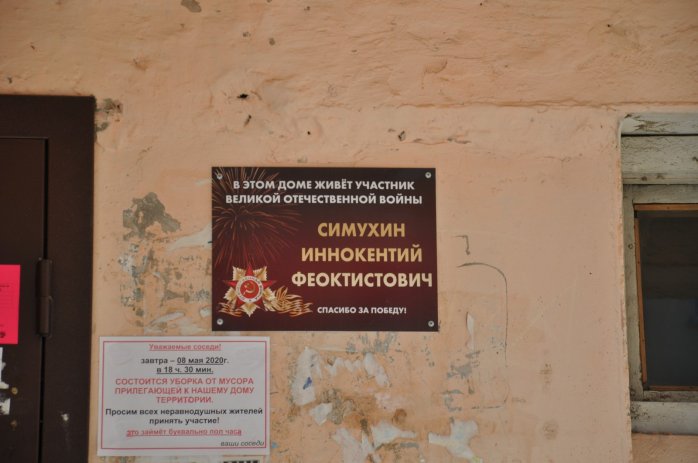 В ЭТОМ ДОМЕ ЖИВЁТ УЧАСТНИК
ВЕЛИКОЙ ОТЕЧЕСТВЕННОЙ ВОЙНЫ
СИМУХИН
ИННОКЕНТИЙ
ФЕОКТИСТОВИЧ
СПАСИБО ЗА ПОБЕДУ!
Уважаемые соседи!
завтра – 08 мая 2020г.
в 18 ч. 30 мин.
СОСТОИТСЯ УБОРКА ОТ МУСОРА
ПРИЛЕГАЮЩЕЙ К НАШЕМУ ДОМУ
ТЕРРИТОРИИ.
Просим всех неравнодушных жителей
принять участие!
это займёт буквально пол часа
ваши соседи